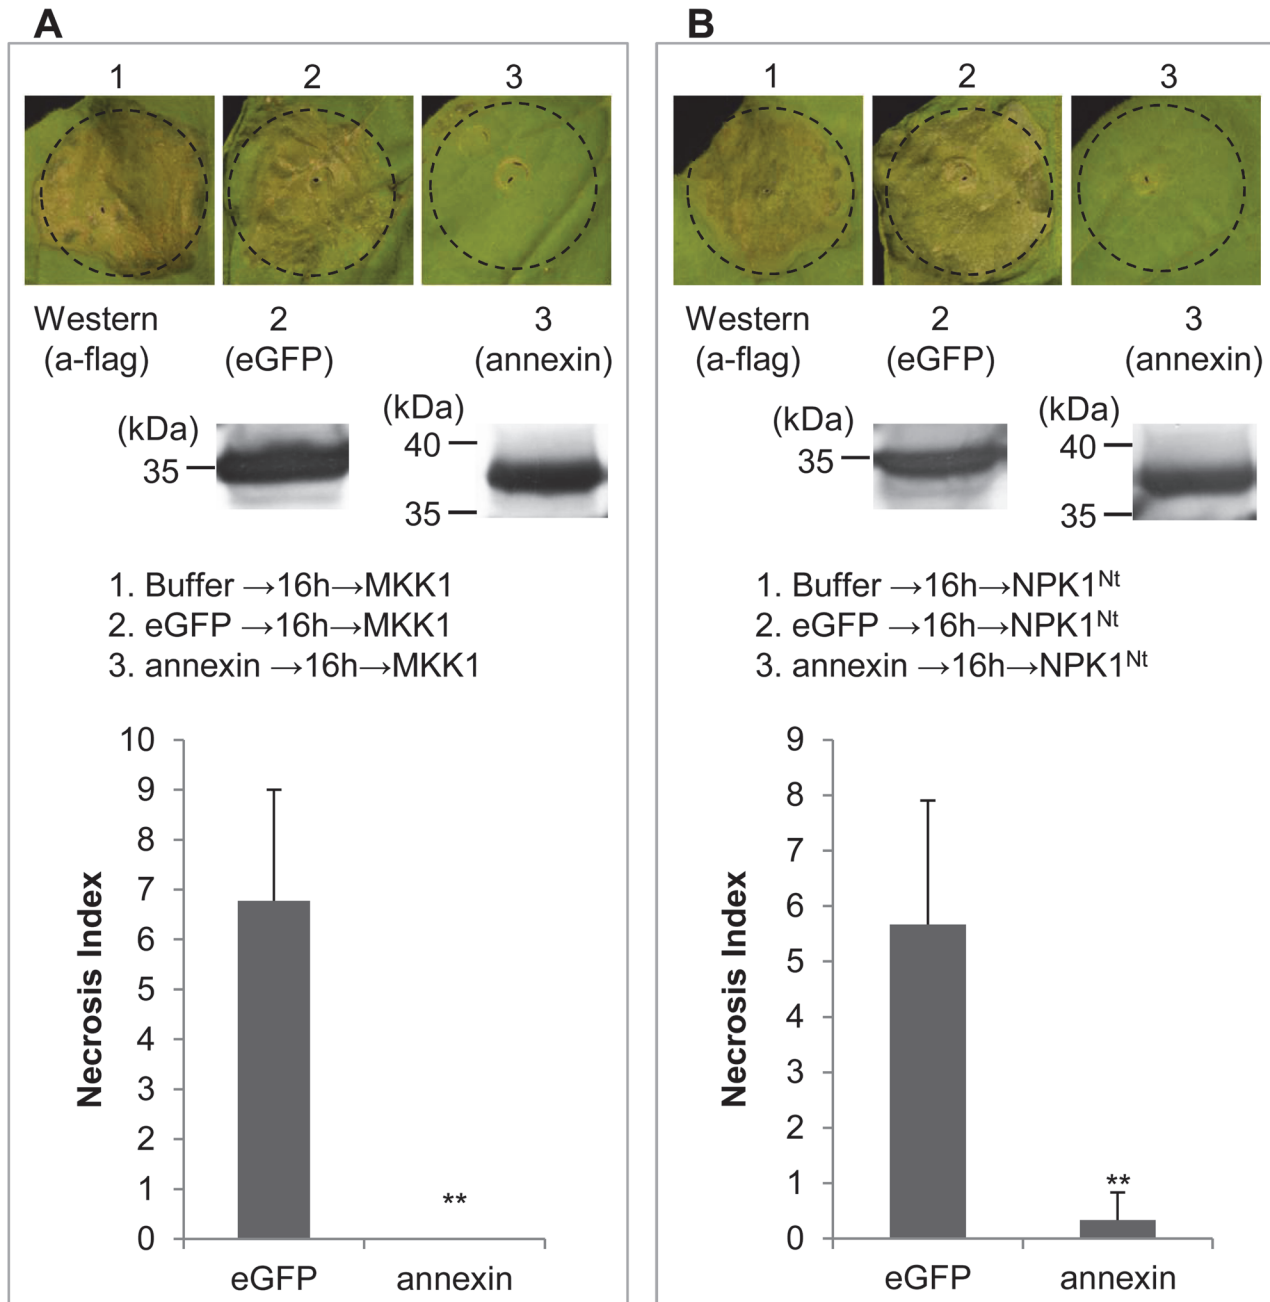 A
1 2 3
Western 2 3
(a-flag) (eGFP) (annexin)
(kDa) (kDa)
35 40
35
1. Buffer →16h→MKK1
2. eGFP →16h→MKK1
3. annexin →16h→MKK1
Necrosis Index
10
9
8
7
6
5
4
3
2
1
0
**
eGFP annexin
B
1 2 3
Western 2 3
(a-flag) (eGFP) (annexin)
(kDa) (kDa)
35 40
35
1. Buffer →16h→NPK1ᴺᵗ
2. eGFP →16h→NPK1ᴺᵗ
3. annexin →16h→NPK1ᴺᵗ
Necrosis Index
9
8
7
6
5
4
3
2
1
0
**
eGFP annexin